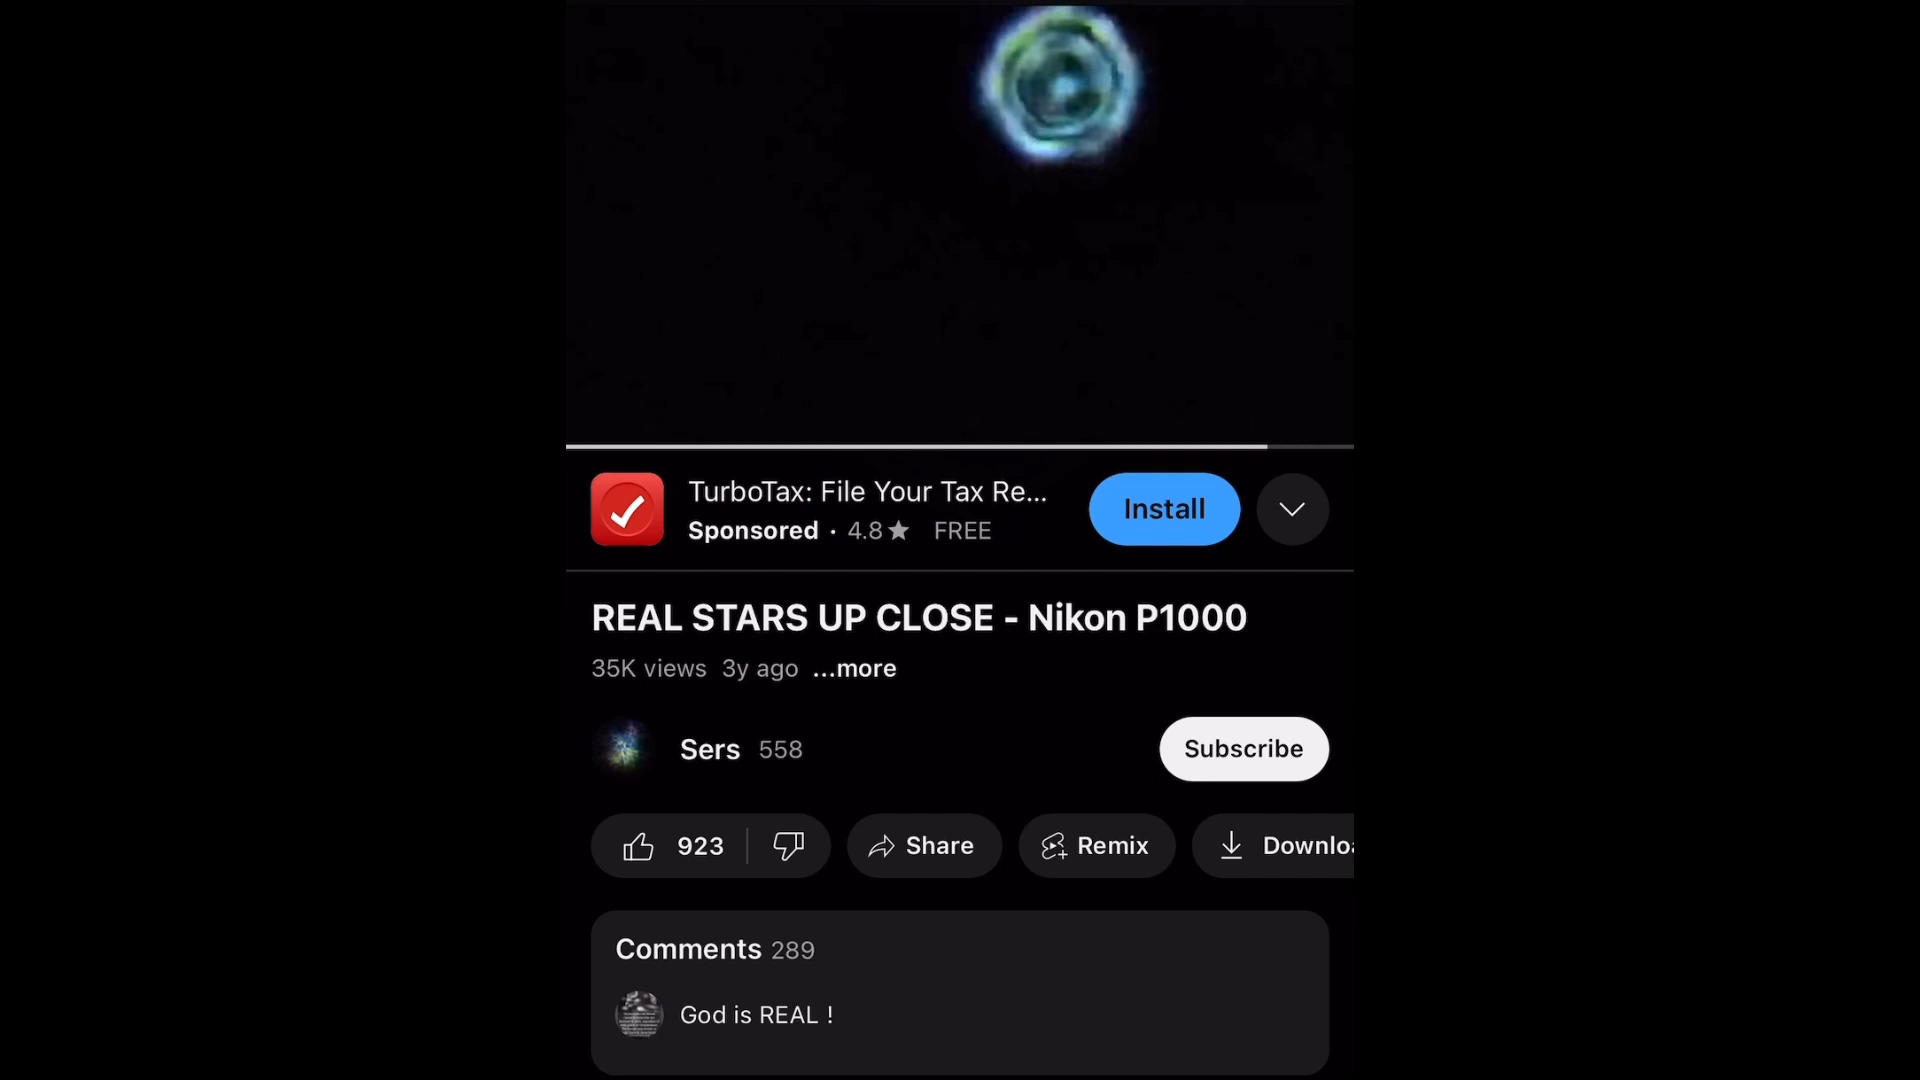 TurboTax: File Your Tax Re...
Sponsored · 4.8★ FREE
Install
REAL STARS UP CLOSE - Nikon P1000
35K views 3y ago ...more
Sers 558
Subscribe
923 Share Remix Downloa
Comments 289
God is REAL !